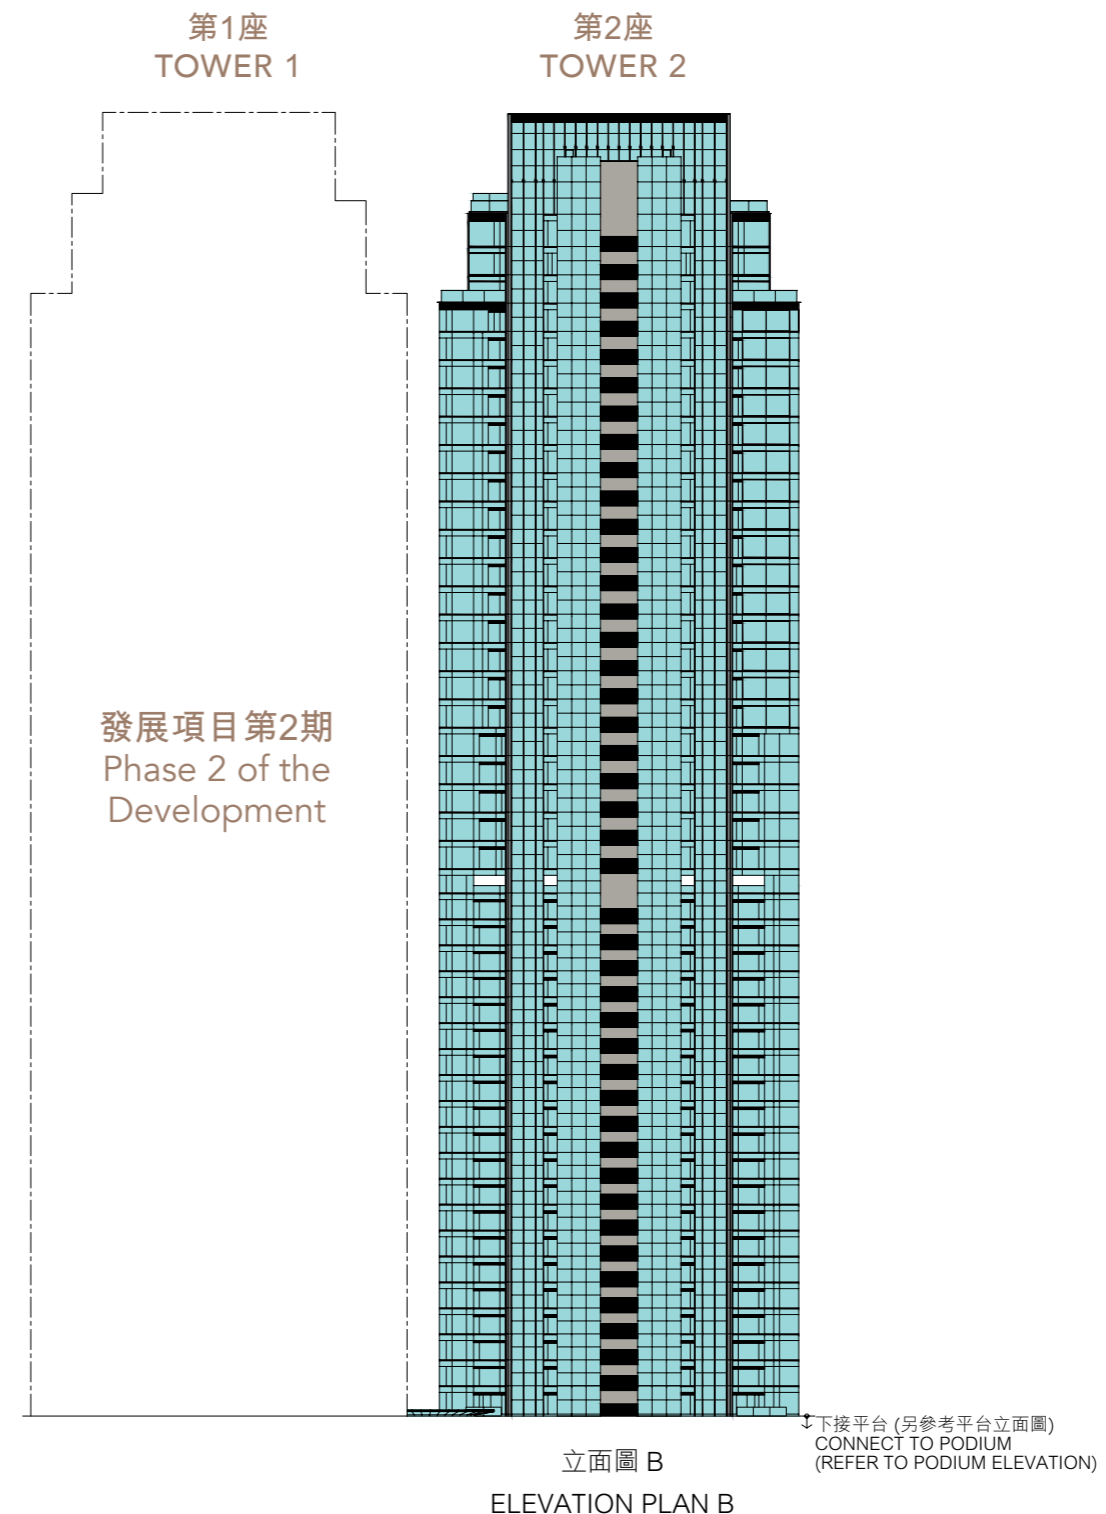 第1座
TOWER 1
第2座
TOWER 2
發展項目第2期
Phase 2 of the
Development
下接平台 (另參考平台立面圖)
CONNECT TO PODIUM
(REFER TO PODIUM ELEVATION)
立面圖 B
ELEVATION PLAN B